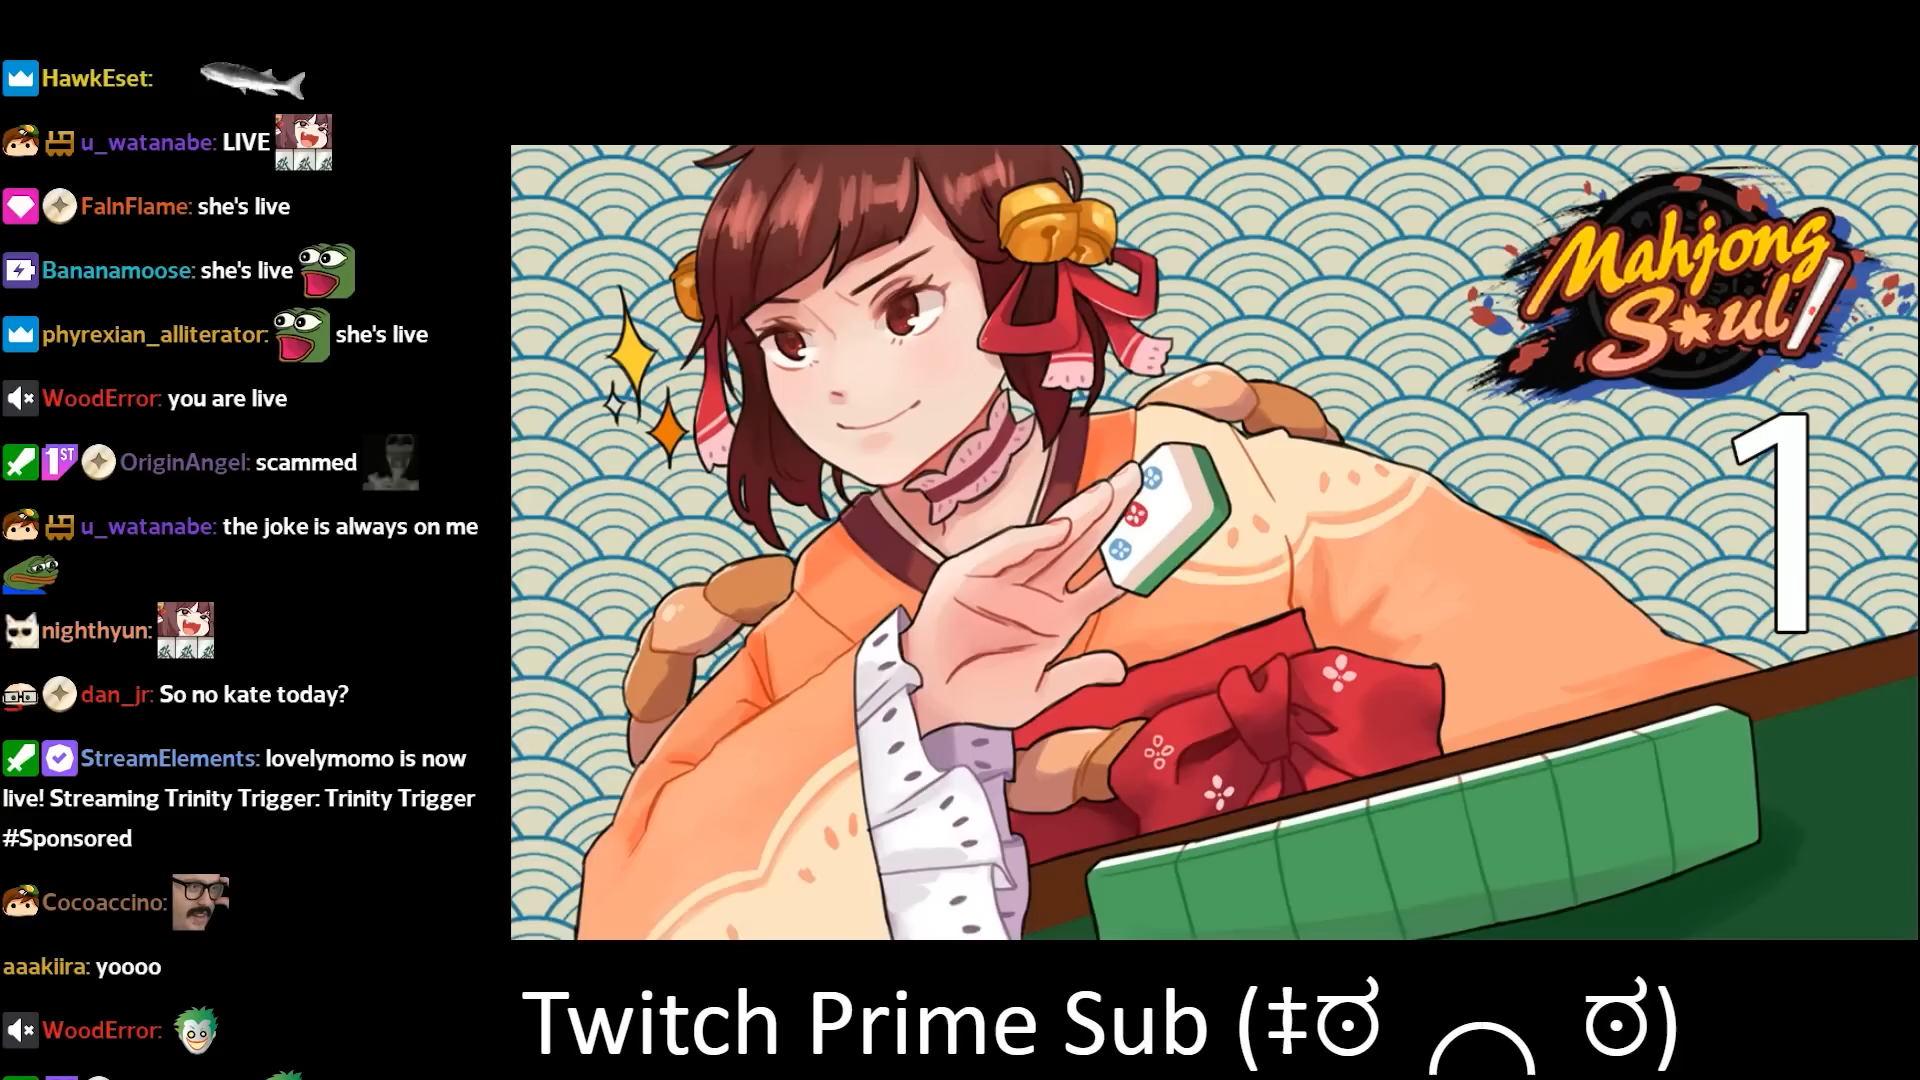 HawkEset:
u_watanabe: LIVE
FalnFlame: she's live
Bananamoose: she's live
phyrexian_alliterator: she's live
WoodError: you are live
1ST OriginAngel: scammed
u_watanabe: the joke is always on me
nighthyun:
dan_jr: So no kate today?
StreamElements: lovelymomo is now
live! Streaming Trinity Trigger: Trinity Trigger
#Sponsored
Cocoaccino:
aaakiira: yoooo
WoodError:
Mahjong
Soul
1
Twitch Prime Sub (‡ಠ ︵ ಠ)